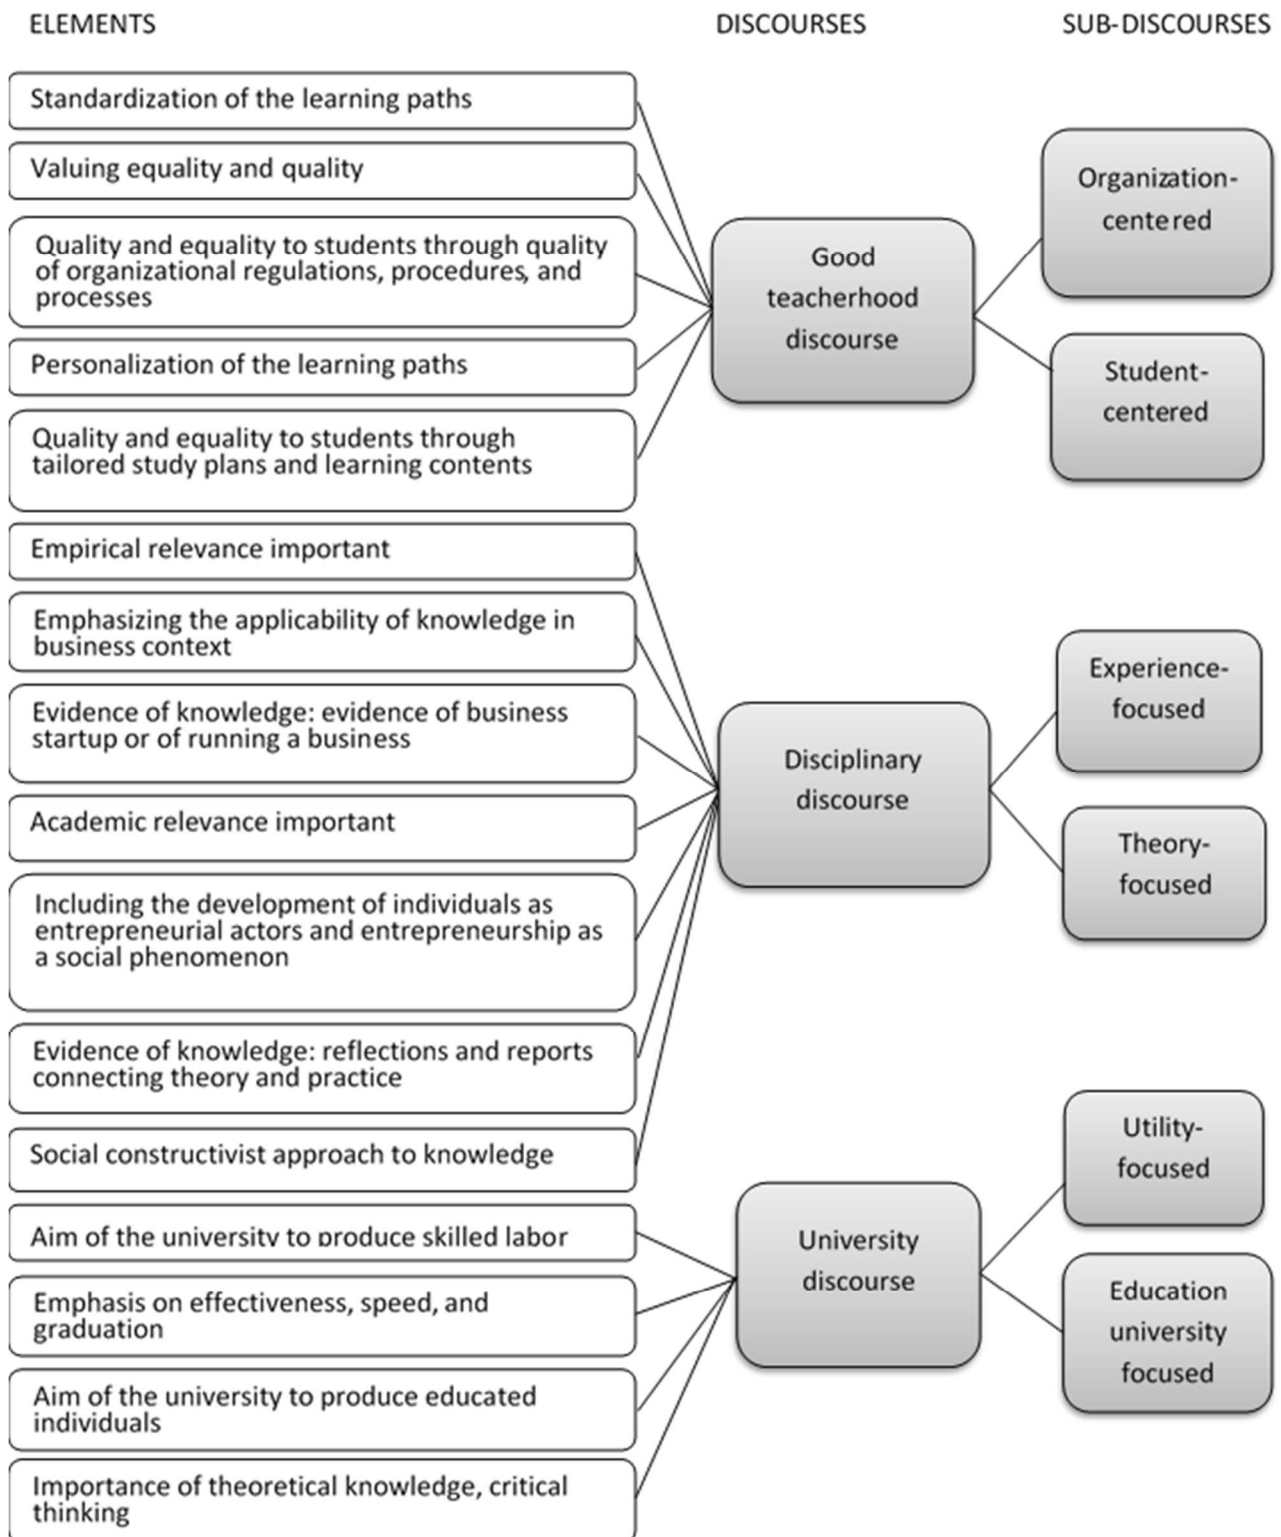 ELEMENTS
DISCOURSES
SUB-DISCOURSES
Standardization of the learning paths
Valuing equality and quality
Quality and equality to students through quality
of organizational regulations, procedures, and
processes
Personalization of the learning paths
Quality and equality to students through
tailored study plans and learning contents
Good
teacherhood
discourse
Organization-
centered
Student-
centered
Empirical relevance important
Emphasizing the applicability of knowledge in
business context
Evidence of knowledge: evidence of business
startup or of running a business
Academic relevance important
Including the development of individuals as
entrepreneurial actors and entrepreneurship as
a social phenomenon
Evidence of knowledge: reflections and reports
connecting theory and practice
Social constructivist approach to knowledge
Disciplinary
discourse
Experience-
focused
Theory-
focused
Aim of the university to produce skilled labor
Emphasis on effectiveness, speed, and
graduation
Aim of the university to produce educated
individuals
Importance of theoretical knowledge, critical
thinking
University
discourse
Utility-
focused
Education
university
focused